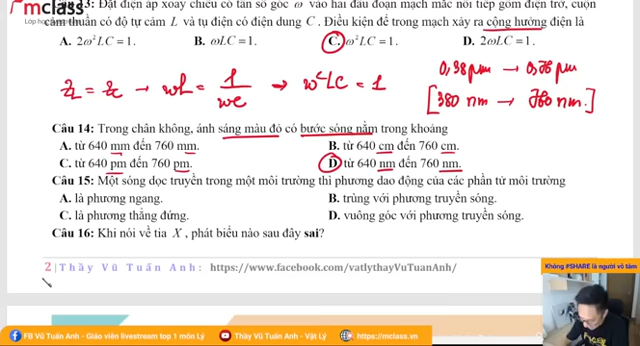 mclass
Lớp học
13: Đặt điện áp xoay chiều có tần số góc ω vào hai đầu đoạn mạch mắc nối tiếp gồm điện trở, cuộn
cảm thuần có độ tự cảm L và tụ điện có điện dung C. Điều kiện để trong mạch xảy ra cộng hưởng điện là
A. 2ω²LC = 1. B. ωLC = 1. C. ω²LC = 1. D. 2ωLC = 1.
0,38 μm → 0,76 μm
Z_L = Z_C → ωL = 1/ωC → ω²LC = 1
[380 nm → 760 nm.]
Câu 14: Trong chân không, ánh sáng màu đỏ có bước sóng nằm trong khoảng
A. từ 640 mm đến 760 mm. B. từ 640 cm đến 760 cm.
C. từ 640 pm đến 760 pm. D. từ 640 nm đến 760 nm.
Câu 15: Một sóng dọc truyền trong một môi trường thì phương dao động của các phần tử môi trường
A. là phương ngang. B. trùng với phương truyền sóng.
C. là phương thẳng đứng. D. vuông góc với phương truyền sóng.
Câu 16: Khi nói về tia X, phát biểu nào sau đây sai?
2 | Thầy Vũ Tuấn Anh: https://www.facebook.com/vatlythayVuTuanAnh/
Không #SHARE là người vô tâm
FB Vũ Tuấn Anh - Giáo viên livestream top 1 môn Lý Thầy Vũ Tuấn Anh - Vật Lý https://mclass.vn